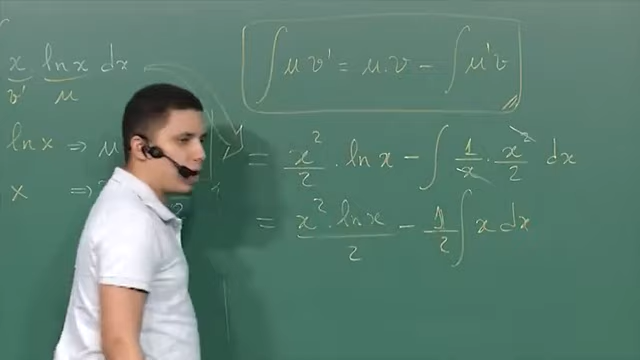 ∫ x ln x dx
v' μ
∫ μ v' = μ.v − ∫ μ'v
ln x ⇒ μ
x ⇒
= x²/2 . ln x − ∫ 1/x . x²/2 dx
= x² . ln x / 2 − 1/2 ∫ x dx